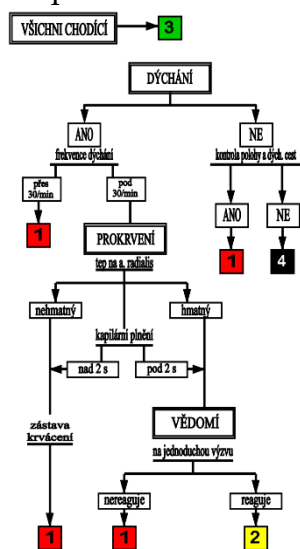 VŠICHNI CHODÍCÍ
3
DÝCHÁNÍ
ANO
NE
frekvence dýchání
kontrola polohy a dých. cest
přes
30/min
pod
30/min
ANO
NE
1
PROKRVENÍ
1
4
tep na a. radialis
nehmatný
hmatný
kapilární plnění
nad 2 s
pod 2 s
VĚDOMÍ
zástava
krvácení
na jednoduchou výzvu
nereaguje
reaguje
1
1
2